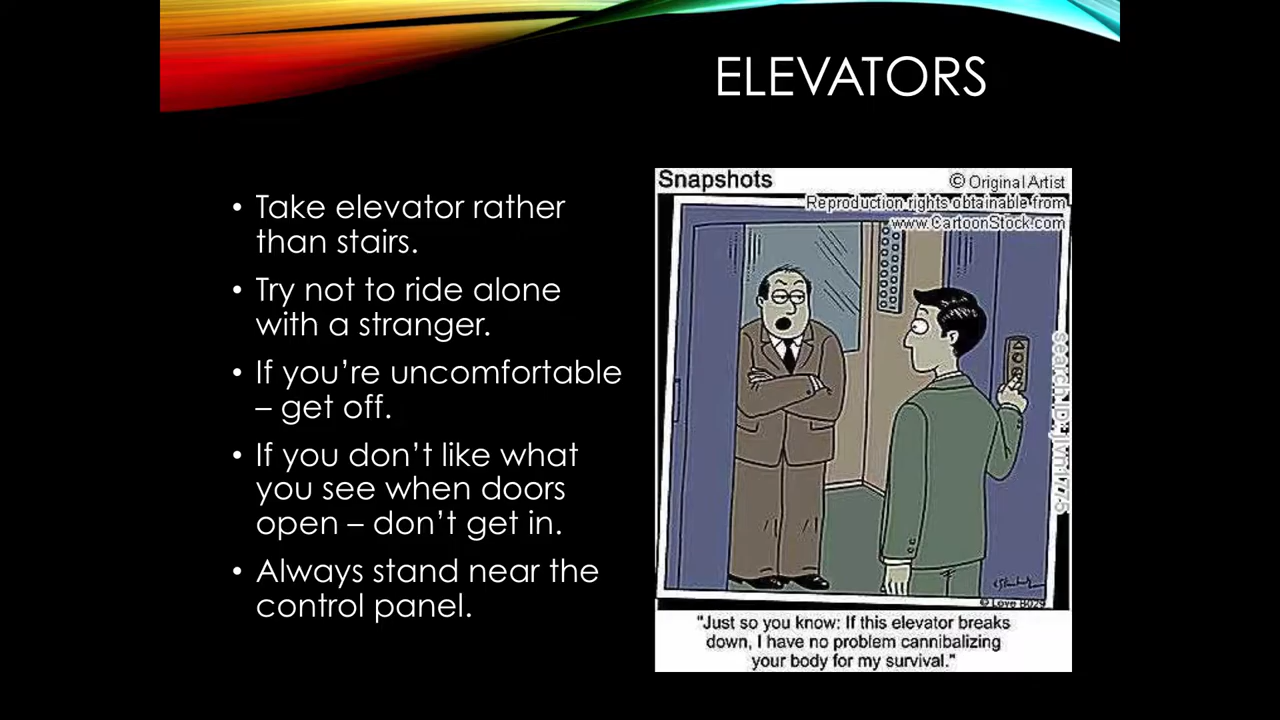 ELEVATORS
• Take elevator rather
than stairs.
• Try not to ride alone
with a stranger.
• If you're uncomfortable
– get off.
• If you don't like what
you see when doors
open – don't get in.
• Always stand near the
control panel.
Snapshots
© Original Artist
Reproduction rights obtainable from
www.CartoonStock.com
"Just so you know: If this elevator breaks
down, I have no problem cannibalizing
your body for my survival."